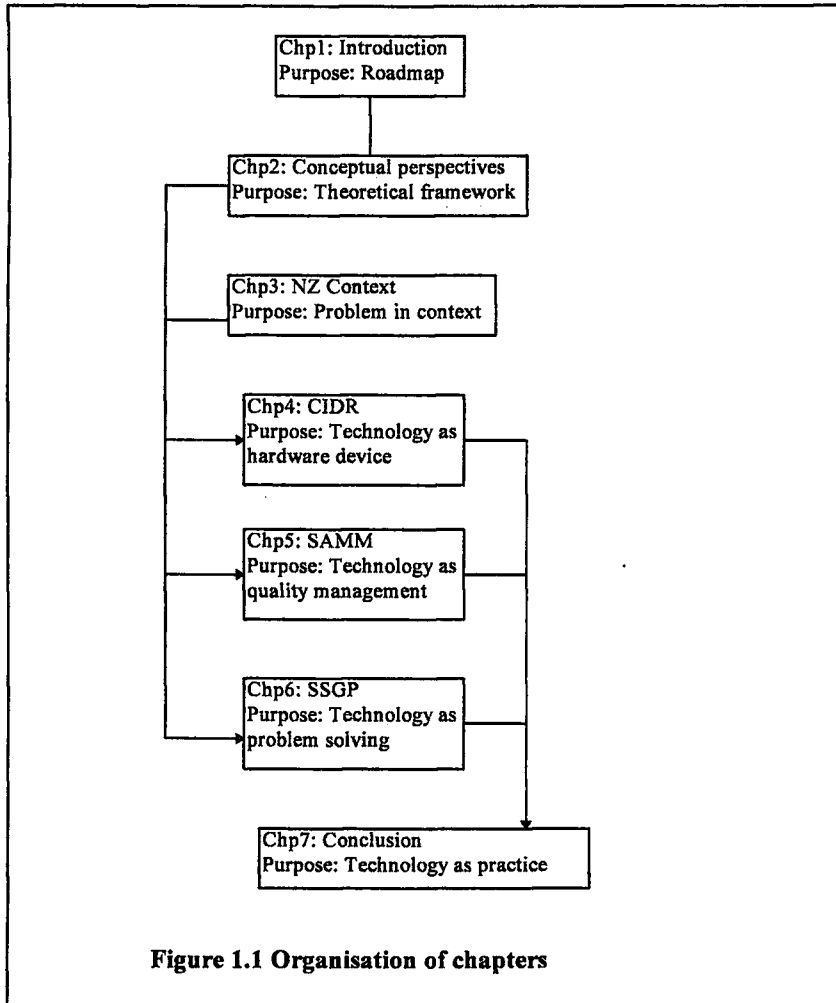 Chp1: Introduction
Purpose: Roadmap
Chp2: Conceptual perspectives
Purpose: Theoretical framework
Chp3: NZ Context
Purpose: Problem in context
Chp4: CIDR
Purpose: Technology as
hardware device
Chp5: SAMM
Purpose: Technology as
quality management
Chp6: SSGP
Purpose: Technology as
problem solving
Chp7: Conclusion
Purpose: Technology as practice
Figure 1.1 Organisation of chapters